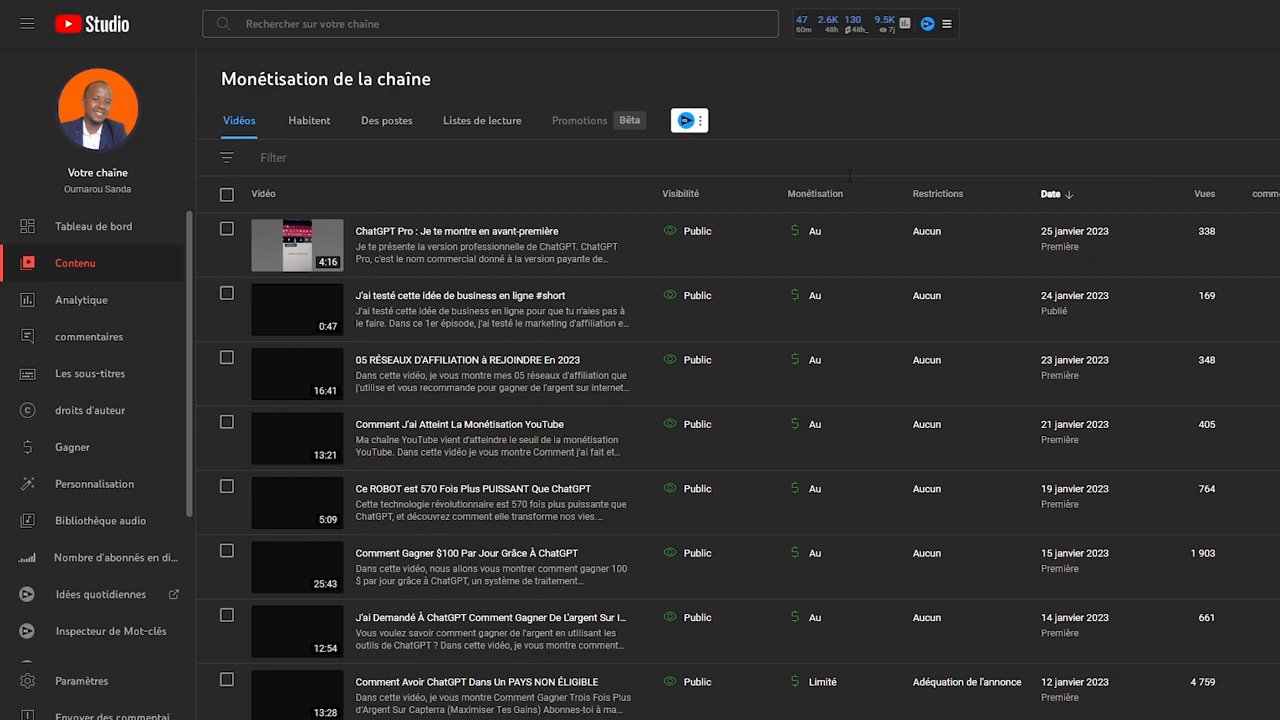 Studio
Rechercher sur votre chaîne
47 2.6K 130 9.5K
60m 48h 48h_ 7j
Monétisation de la chaîne
Vidéos Habitent Des postes Listes de lecture Promotions Bêta
Filter
Votre chaîne
Oumarou Sanda
Tableau de bord
Contenu
Analytique
commentaires
Les sous-titres
droits d'auteur
Gagner
Personnalisation
Bibliothèque audio
Nombre d'abonnés en di...
Idées quotidiennes
Inspecteur de Mot-clés
Paramètres
Envoyer des commentai
Vidéo Visibilité Monétisation Restrictions Date Vues comm
ChatGPT Pro : Je te montre en avant-première Public Au Aucun 25 janvier 2023 338
Je te présente la version professionnelle de ChatGPT. ChatGPT Première
Pro, c'est le nom commercial donné à la version payante de...
4:16
J'ai testé cette idée de business en ligne #short Public Au Aucun 24 janvier 2023 169
J'ai testé cette idée de business en ligne pour que tu n'aies pas à Publié
le faire. Dans ce 1er épisode, j'ai testé le marketing d'affiliation e...
0:47
05 RÉSEAUX D'AFFILIATION à REJOINDRE En 2023 Public Au Aucun 23 janvier 2023 348
Dans cette vidéo, je vous montre mes 05 réseaux d'affiliation que Première
j'utilise et vous recommande pour gagner de l'argent sur internet...
16:41
Comment J'ai Atteint La Monétisation YouTube Public Au Aucun 21 janvier 2023 405
Ma chaîne YouTube vient d'atteindre le seuil de la monétisation Première
YouTube. Dans cette vidéo je vous montre Comment j'ai fait et...
13:21
Ce ROBOT est 570 Fois Plus PUISSANT Que ChatGPT Public Au Aucun 19 janvier 2023 764
Cette technologie révolutionnaire est 570 fois plus puissante que Première
ChatGPT, et découvrez comment elle transforme nos vies....
5:09
Comment Gagner $100 Par Jour Grâce À ChatGPT Public Au Aucun 15 janvier 2023 1 903
Dans cette vidéo, nous allons vous montrer comment gagner 100 Première
$ par jour grâce à ChatGPT, un système de traitement...
25:43
J'ai Demandé À ChatGPT Comment Gagner De L'argent Sur I... Public Au Aucun 14 janvier 2023 661
Vous voulez savoir comment gagner de l'argent en utilisant les Première
outils de ChatGPT ? Dans cette vidéo, je vous montre comment...
12:54
Comment Avoir ChatGPT Dans Un PAYS NON ÉLIGIBLE Public Limité Adéquation de l'annonce 12 janvier 2023 4 759
Dans cette vidéo, je vous montre Comment Gagner Trois Fois Plus Première
d'Argent Sur Capterra (Maximiser Tes Gains) Abonnes-toi à ma...
13:28